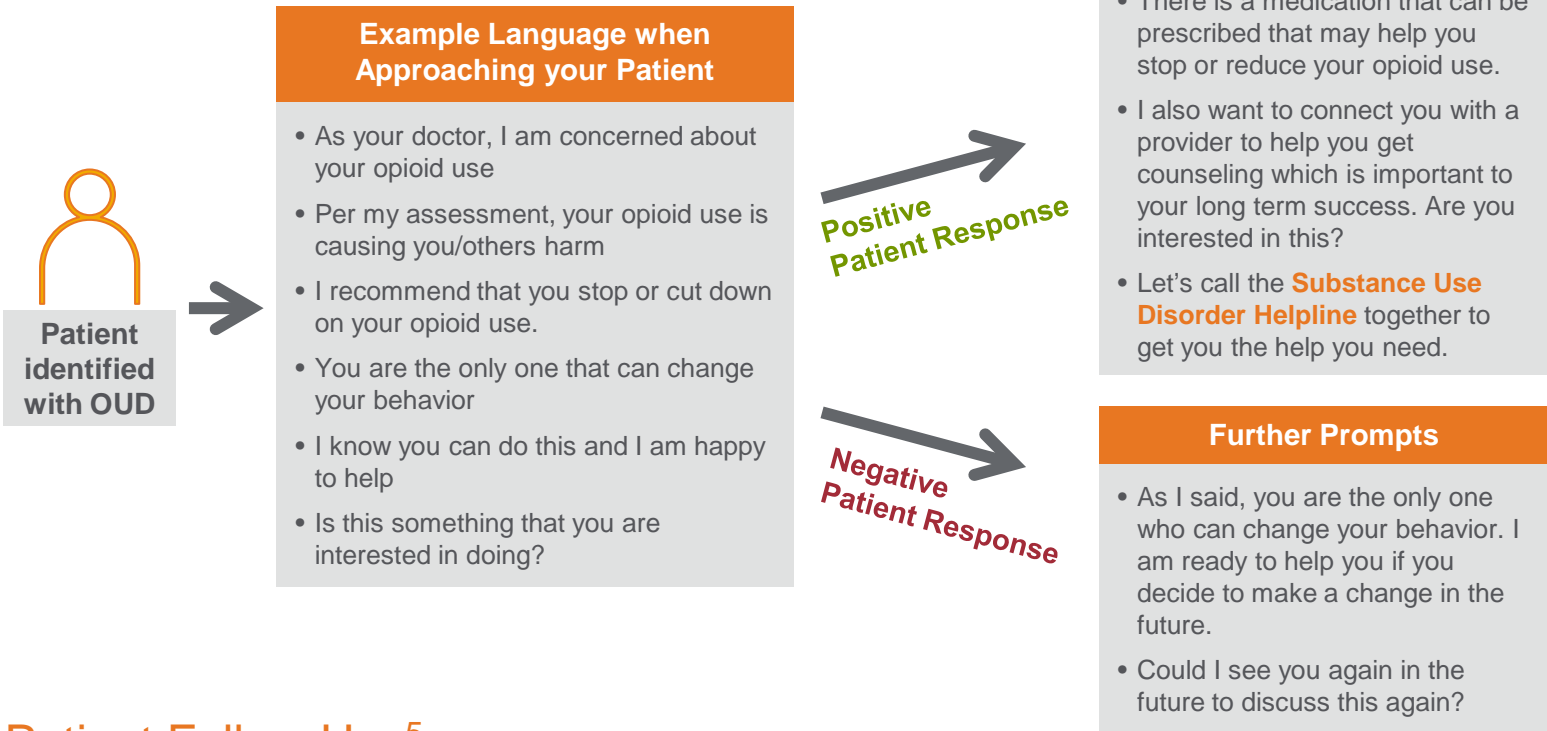 Patient
identified
with OUD
Example Language when
Approaching your Patient
• As your doctor, I am concerned about
your opioid use
• Per my assessment, your opioid use is
causing you/others harm
• I recommend that you stop or cut down
on your opioid use.
• You are the only one that can change
your behavior
• I know you can do this and I am happy
to help
• Is this something that you are
interested in doing?
Positive
Patient Response
• There is a medication that can be
prescribed that may help you
stop or reduce your opioid use.
• I also want to connect you with a
provider to help you get
counseling which is important to
your long term success. Are you
interested in this?
• Let’s call the Substance Use
Disorder Helpline together to
get you the help you need.
Negative
Patient Response
Further Prompts
• As I said, you are the only one
who can change your behavior. I
am ready to help you if you
decide to make a change in the
future.
• Could I see you again in the
future to discuss this again?